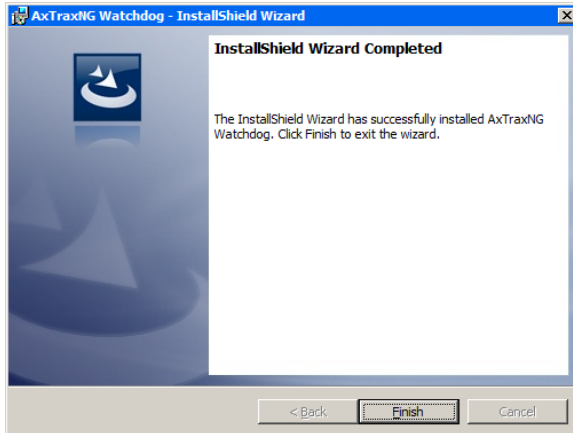 AxTraxNG Watchdog - InstallShield Wizard
InstallShield Wizard Completed
The InstallShield Wizard has successfully installed AxTraxNG
Watchdog. Click Finish to exit the wizard.
< Back Finish Cancel